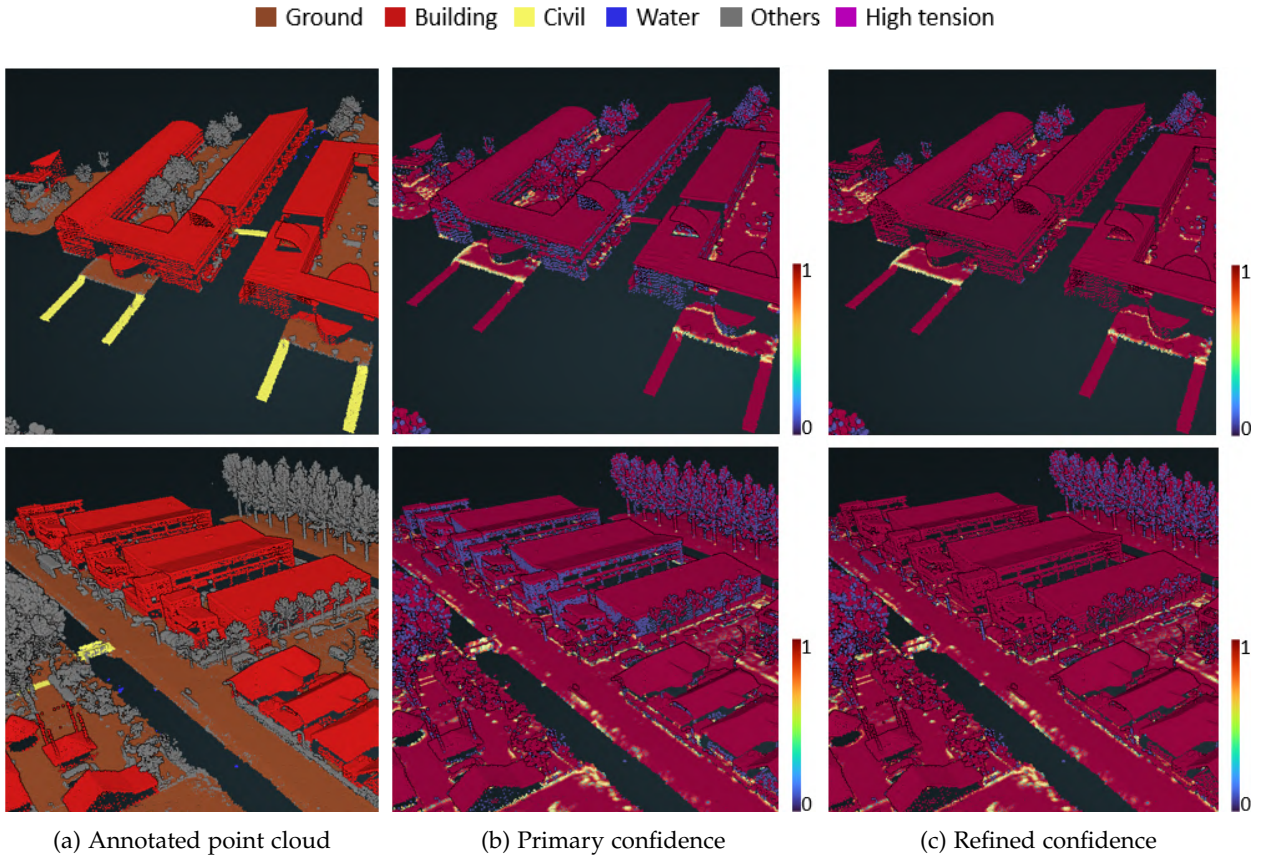 Ground Building Civil Water Others High tension
1 1
0 0
1 1
0 0
(a) Annotated point cloud (b) Primary confidence (c) Refined confidence